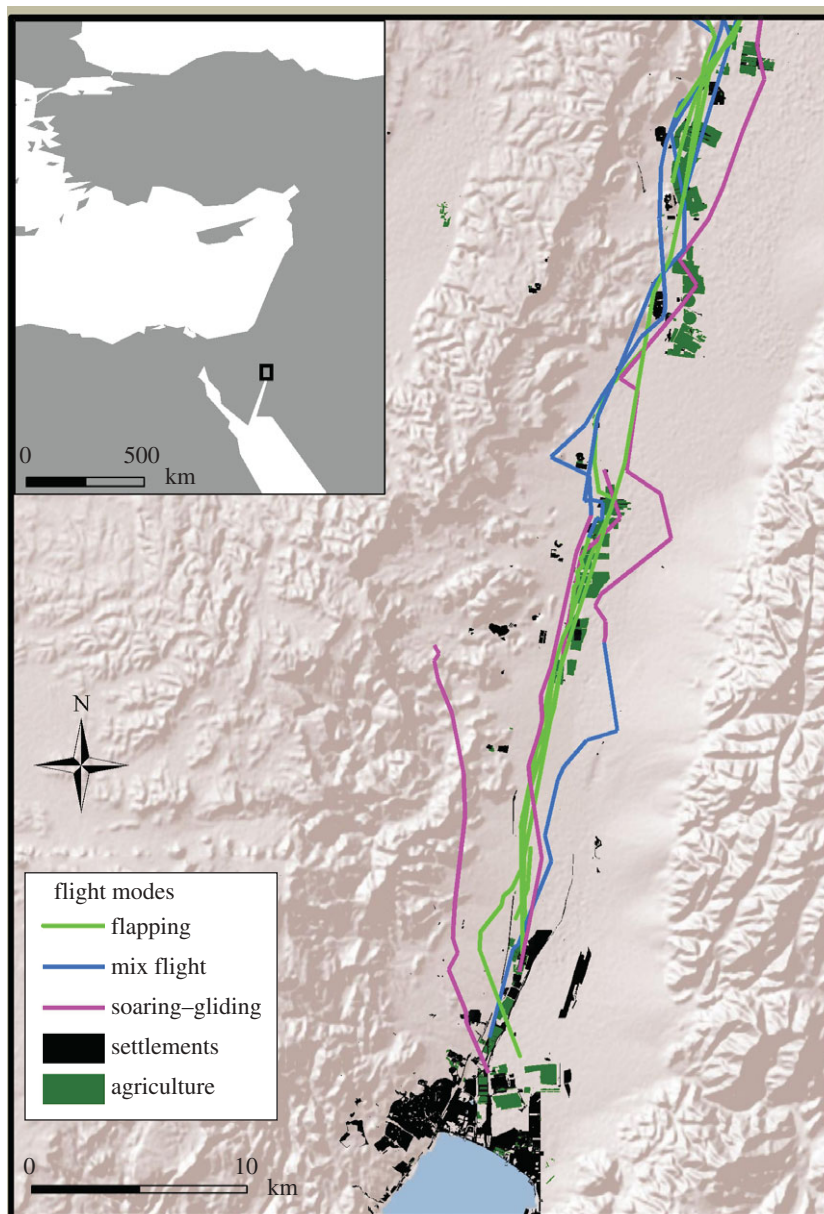 0 500
km
N
flight modes
flapping
mix flight
soaring–gliding
settlements
agriculture
0 10
km